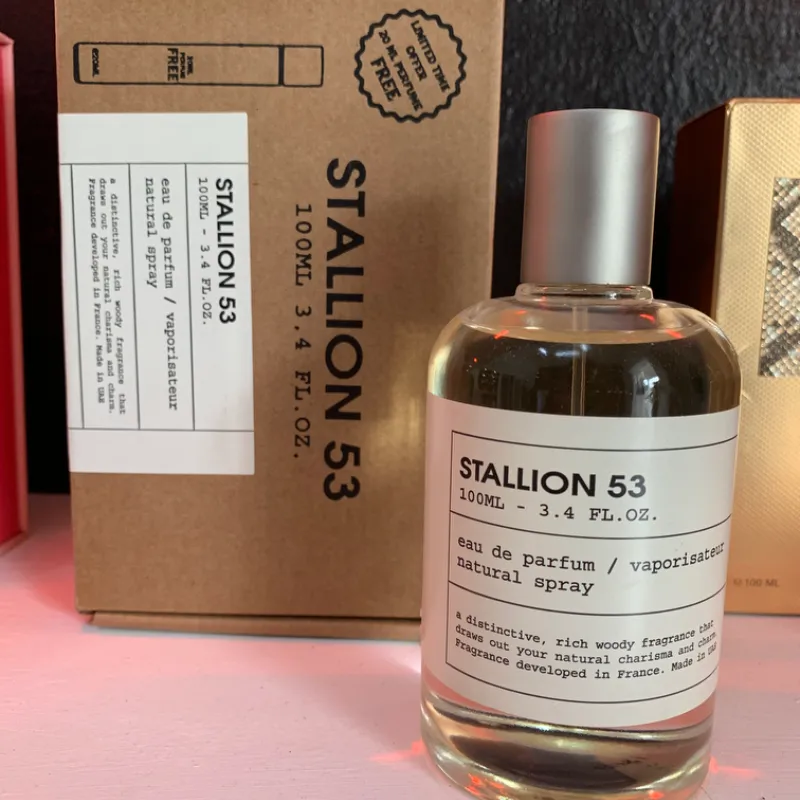 LIMITED TIME
OFFER
20 ML PERFUME
FREE
FREE
STALLION 53
100ML 3.4 FL.OZ.
STALLION 53
100ML - 3.4 FL.OZ.
eau de parfum / vaporisateur
natural spray
a distinctive, rich woody fragrance that
draws out your natural charisma and charm.
Fragrance developed in France. Made in UAE
STALLION 53
100ML - 3.4 FL.OZ.
eau de parfum / vaporisateur
natural spray
a distinctive, rich woody fragrance that
draws out your natural charisma and charm.
Fragrance developed in France. Made in UAE
100 ML